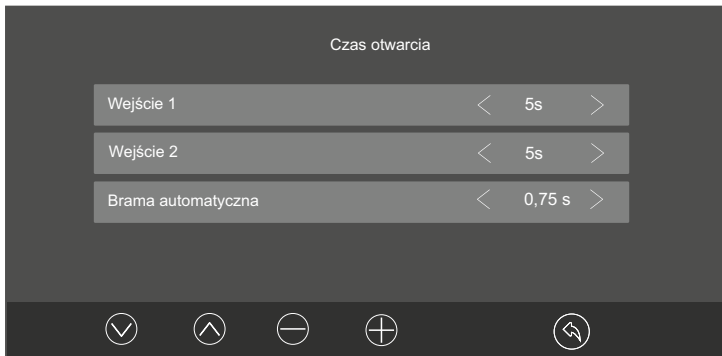 Czas otwarcia
Wejście 1 5s
Wejście 2 5s
Brama automatyczna 0,75 s